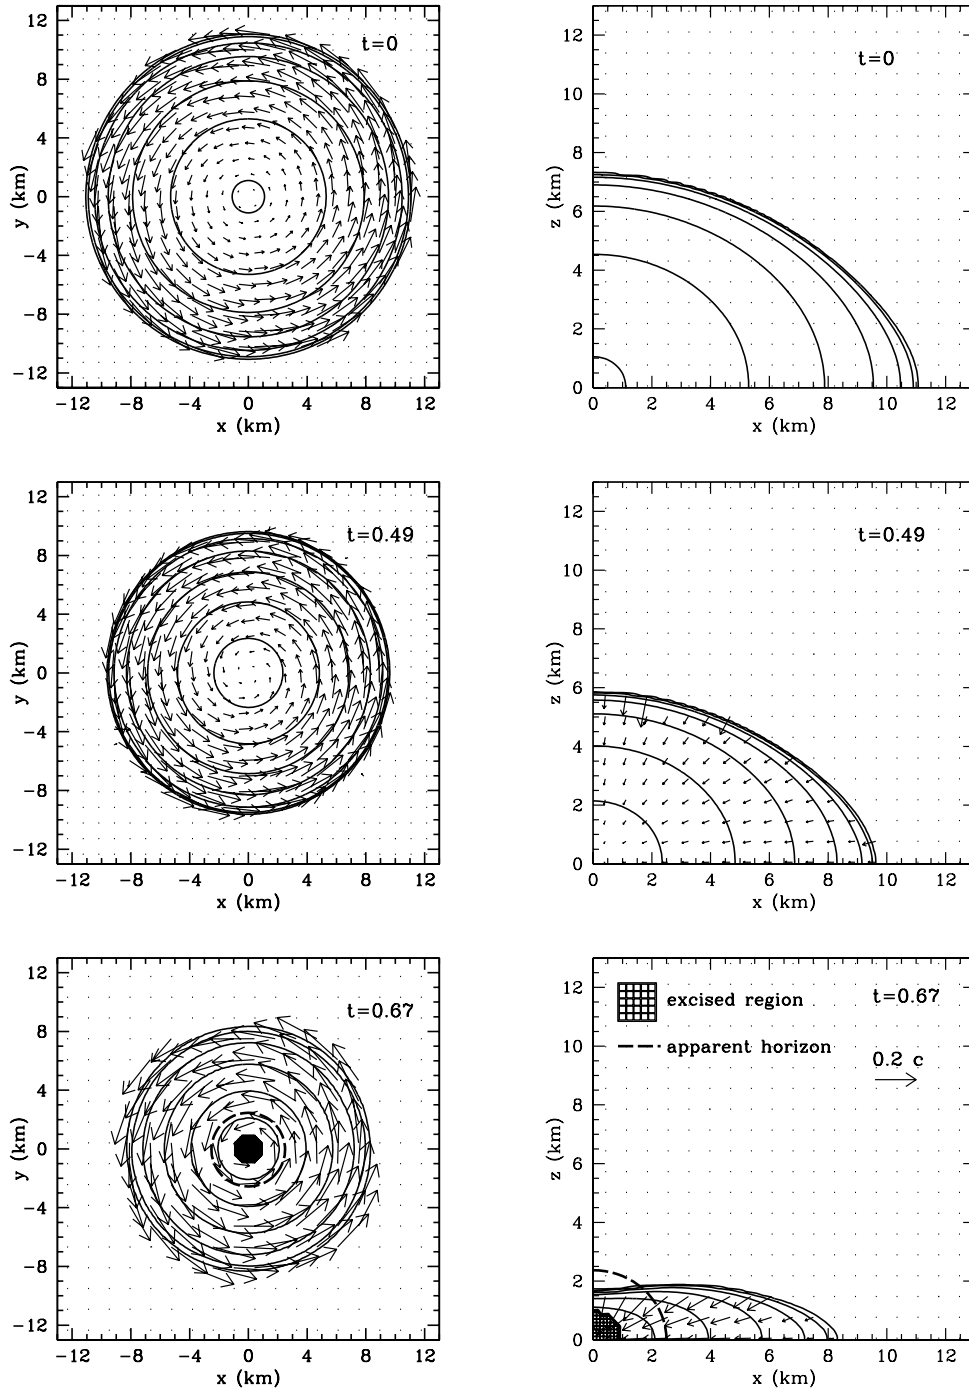 t=0
12
8
4
0
−4
−8
−12
y (km)
−12 −8 −4 0 4 8 12
x (km)
t=0
12
10
8
6
4
2
0
z (km)
0 2 4 6 8 10 12
x (km)
t=0.49
12
8
4
0
−4
−8
−12
y (km)
−12 −8 −4 0 4 8 12
x (km)
t=0.49
12
10
8
6
4
2
0
z (km)
0 2 4 6 8 10 12
x (km)
t=0.67
12
8
4
0
−4
−8
−12
y (km)
−12 −8 −4 0 4 8 12
x (km)
excised region
t=0.67
apparent horizon
0.2 c
12
10
8
6
4
2
0
z (km)
0 2 4 6 8 10 12
x (km)